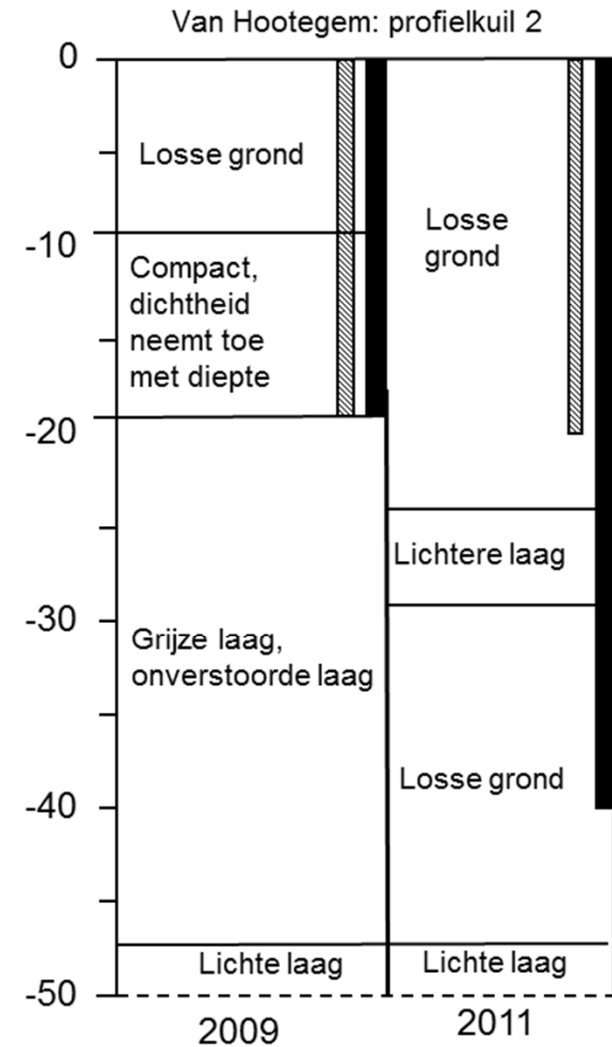 Van Hootegem: profielkuil 2
0
-10
-20
-30
-40
-50
Losse grond
Compact,
dichtheid
neemt toe
met diepte
Grijze laag,
onverstoorde laag
Lichte laag
Losse
grond
Lichtere laag
Losse grond
Lichte laag
2009
2011